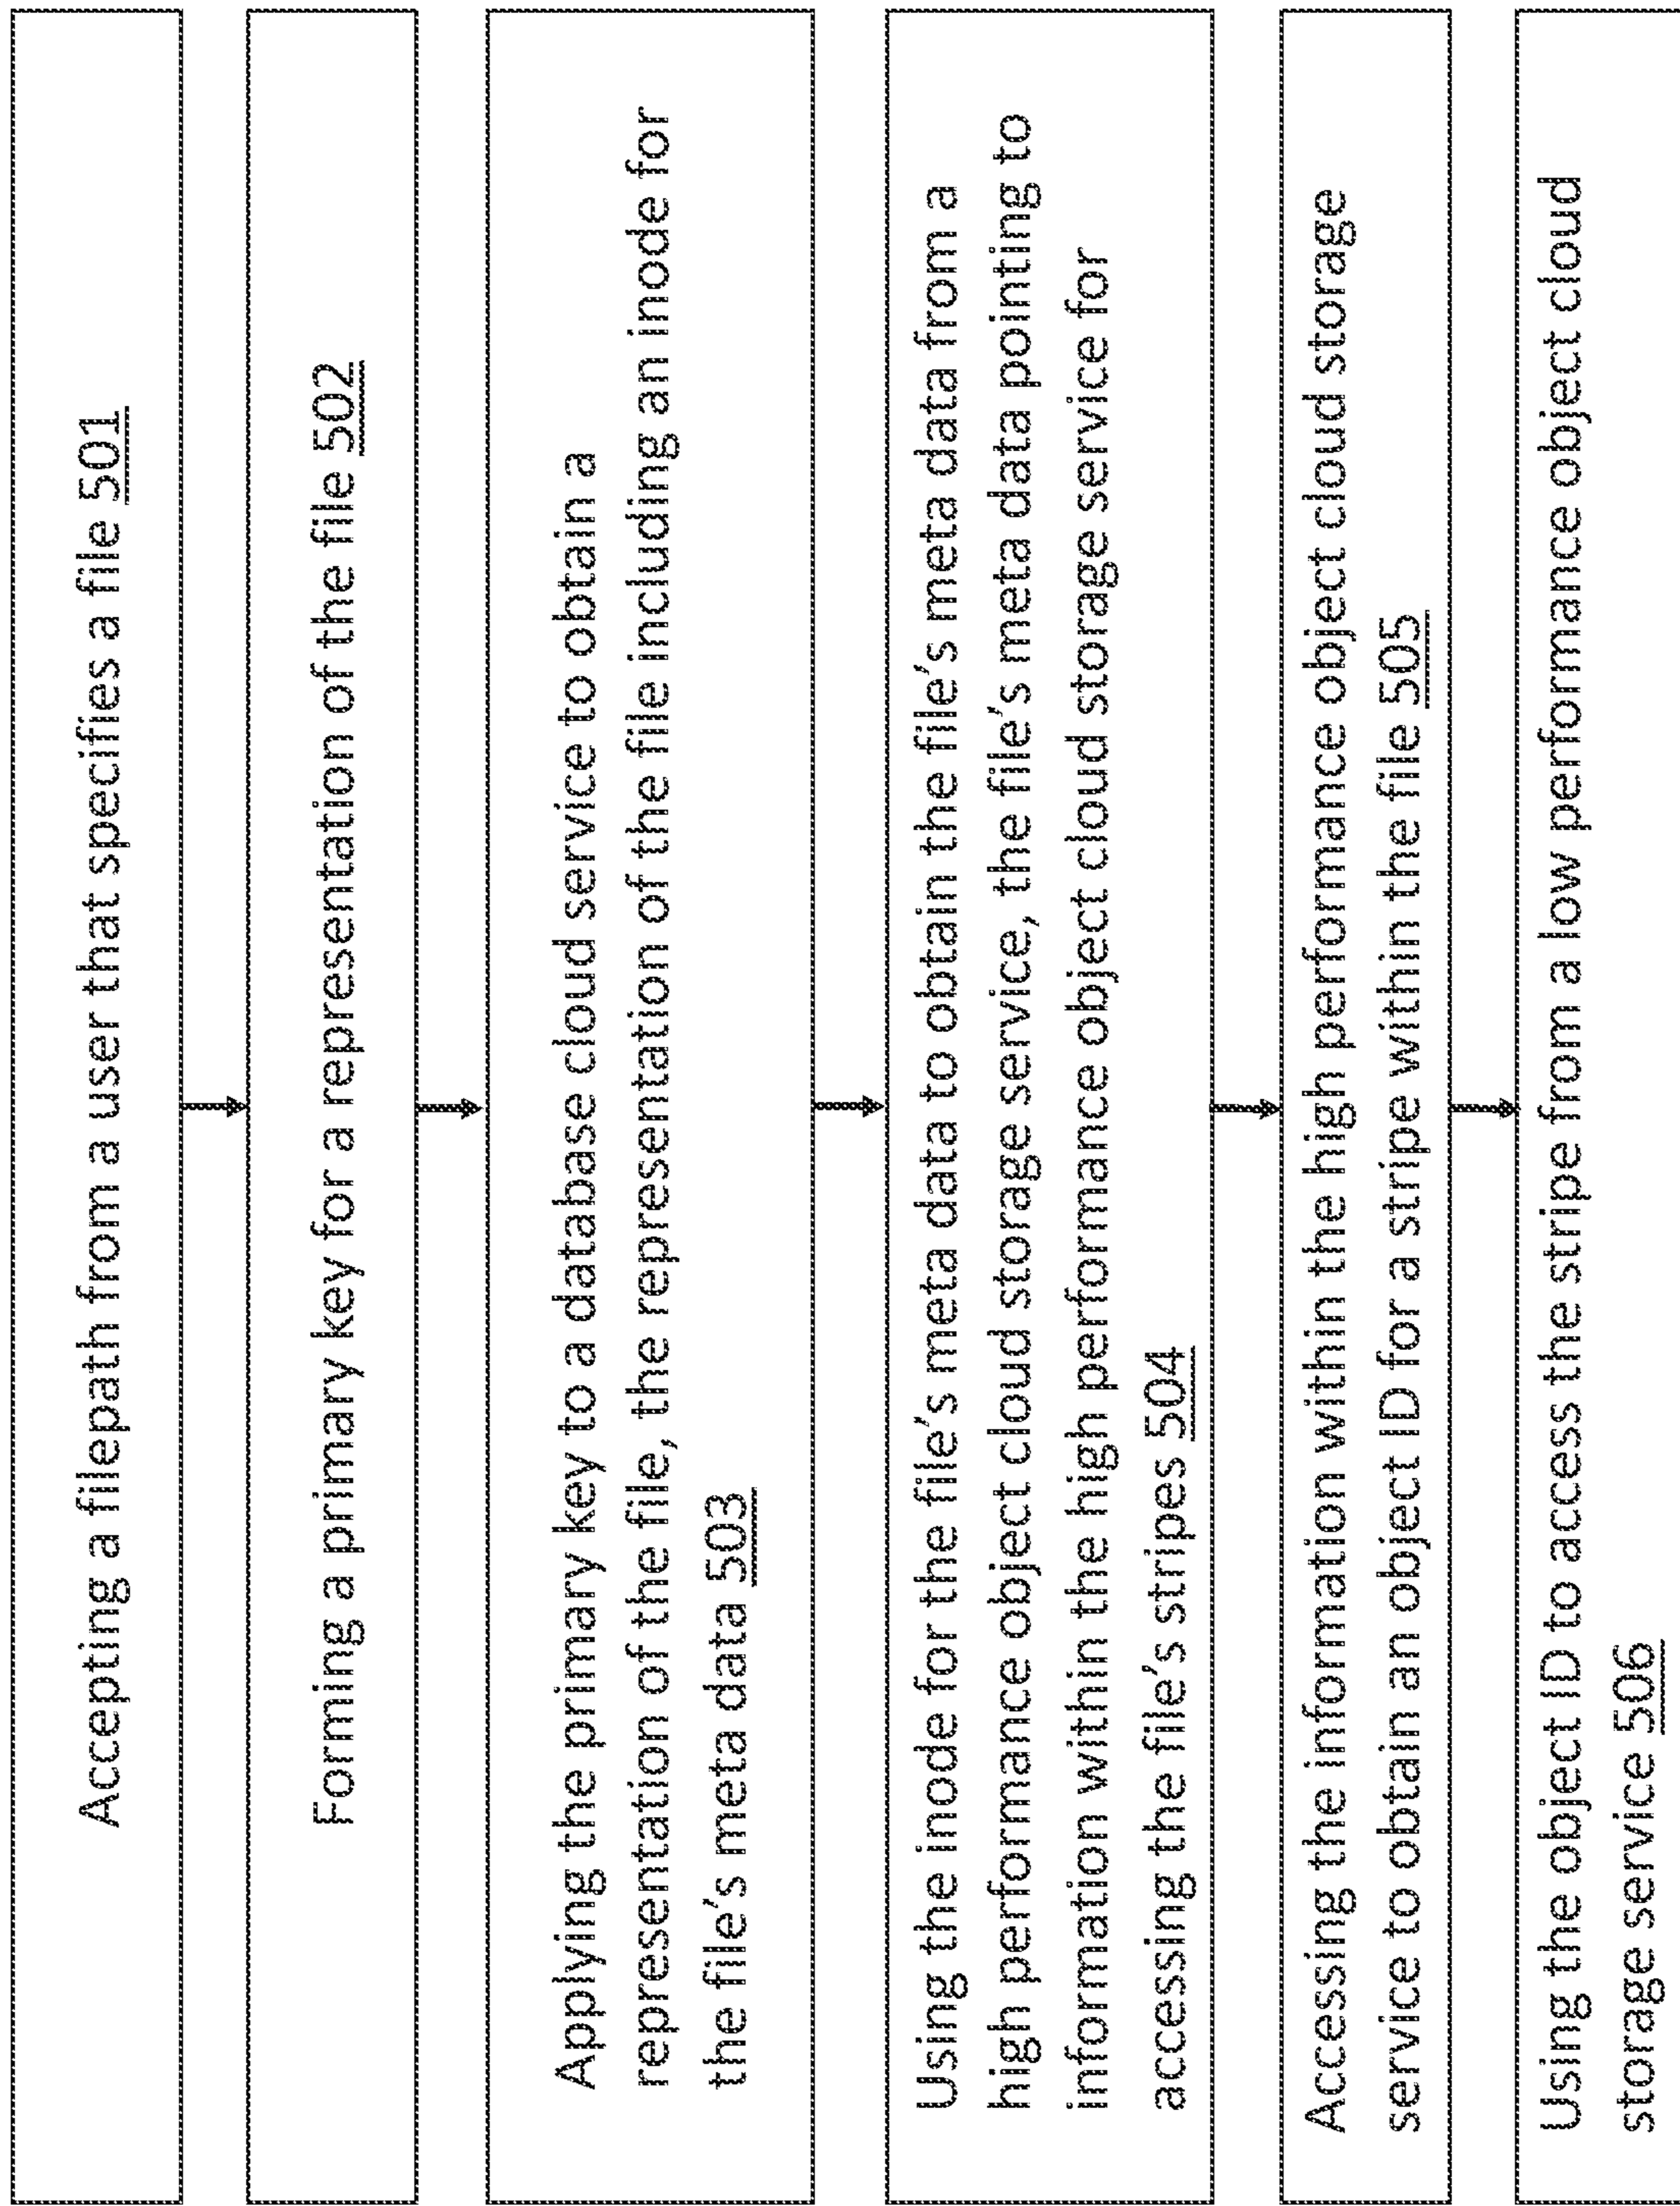 Accepting a filepath from a user that specifies a file 501
Forming a primary key for a representation of the file 502
Applying the primary key to a database cloud service to obtain a
representation of the file, the representation of the file including an inode for
the file's meta data 503
Using the inode for the file's meta data to obtain the file's meta data from a
high performance object cloud storage service, the file's meta data pointing to
information within the high performance object cloud storage service for
accessing the file's stripes 504
Accessing the information within the high performance object cloud storage
service to obtain an object ID for a stripe within the file 505
Using the object ID to access the stripe from a low performance object cloud
storage service 506